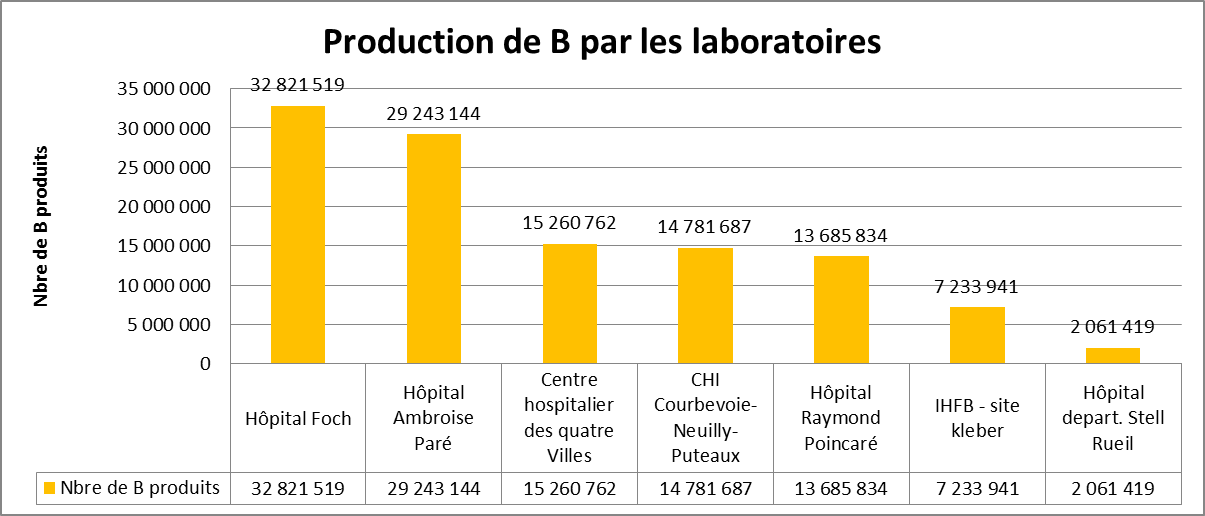 Production de B par les laboratoires
Nbre de B produits
35 000 000
30 000 000
25 000 000
20 000 000
15 000 000
10 000 000
5 000 000
0
32 821 519
29 243 144
15 260 762
14 781 687
13 685 834
7 233 941
2 061 419
Hôpital Foch
Hôpital
Ambroise
Paré
Centre
hospitalier
des quatre
Villes
CHI
Courbevoie-
Neuilly-
Puteaux
Hôpital
Raymond
Poincaré
IHFB - site
kleber
Hôpital
depart. Stell
Rueil
Nbre de B produits 32 821 519 29 243 144 15 260 762 14 781 687 13 685 834 7 233 941 2 061 419